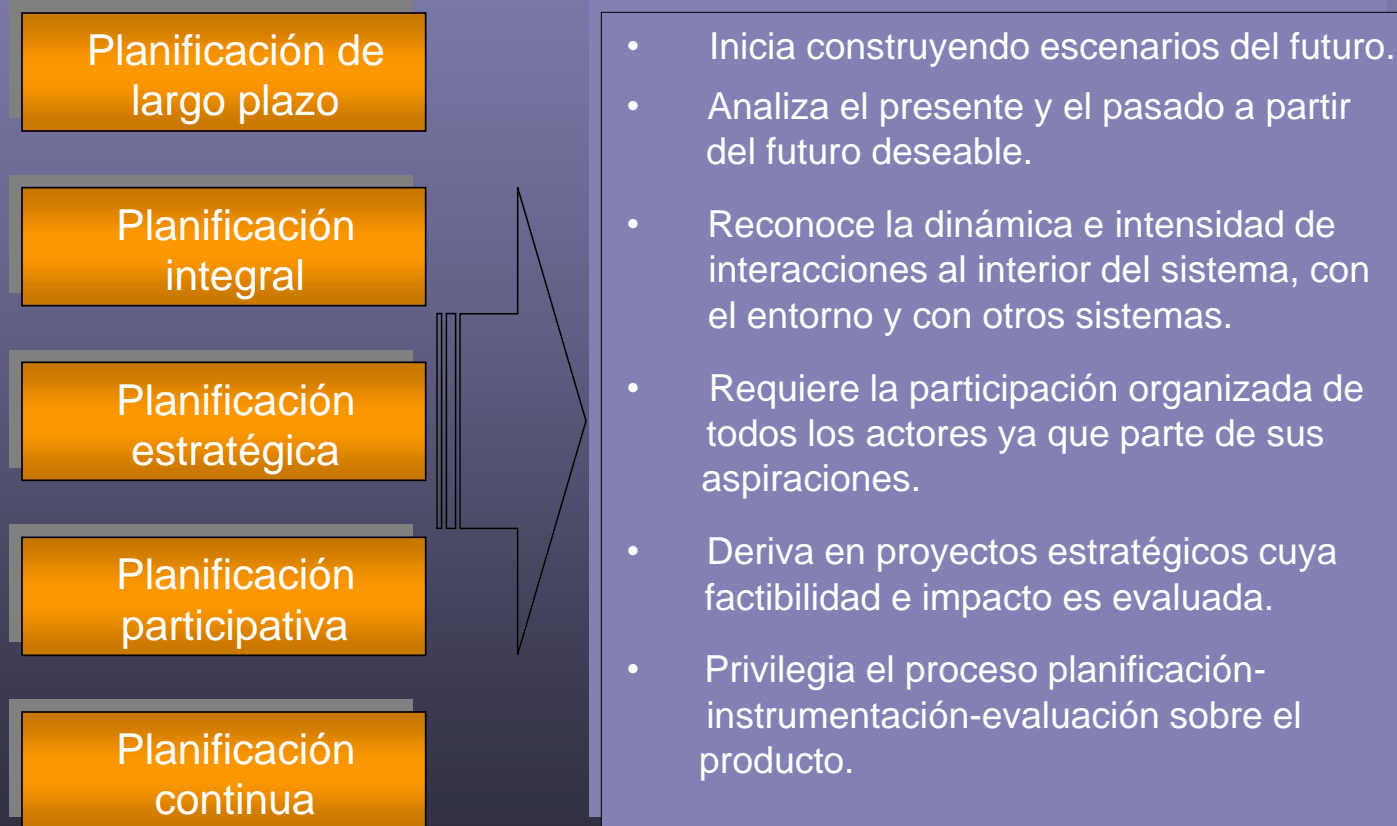 Planificación de
largo plazo
Planificación
integral
Planificación
estratégica
Planificación
participativa
Planificación
continua
• Inicia construyendo escenarios del futuro.
• Analiza el presente y el pasado a partir
del futuro deseable.
• Reconoce la dinámica e intensidad de
interacciones al interior del sistema, con
el entorno y con otros sistemas.
• Requiere la participación organizada de
todos los actores ya que parte de sus
aspiraciones.
• Deriva en proyectos estratégicos cuya
factibilidad e impacto es evaluada.
• Privilegia el proceso planificación-
instrumentación-evaluación sobre el
producto.